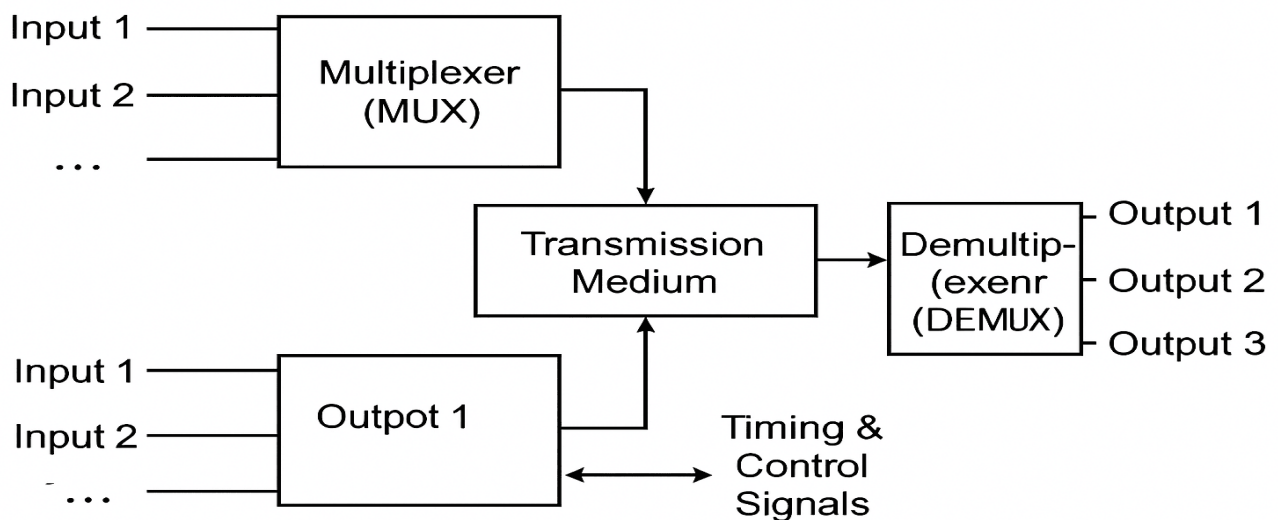 Input 1
Input 2
...
Multiplexer
(MUX)
Transmission
Medium
Demultip-
(exenr
(DEMUX)
Output 1
Output 2
Output 3
Input 1
Input 2
...
Outpot 1
Timing &
Control
Signals